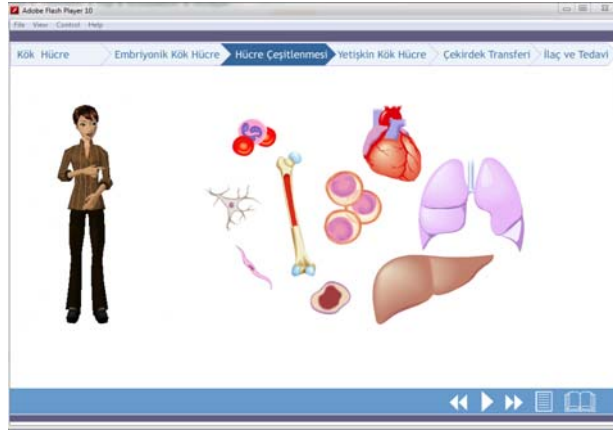 Adobe Flash Player 10
File View Control Help
Kök Hücre Embriyonik Kök Hücre Hücre Çeşitlenmesi Yetişkin Kök Hücre Çekirdek Transferi İlaç ve Tedavi